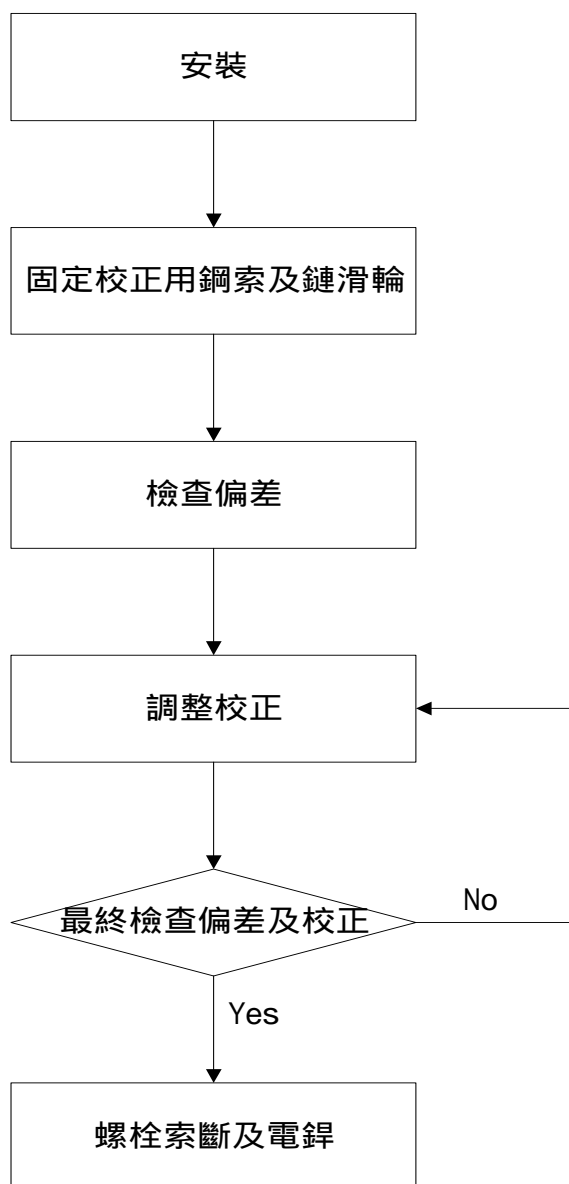 安裝
固定校正用鋼索及鏈滑輪
檢查偏差
調整校正
最終檢查偏差及校正
No
Yes
螺栓索斷及電銲